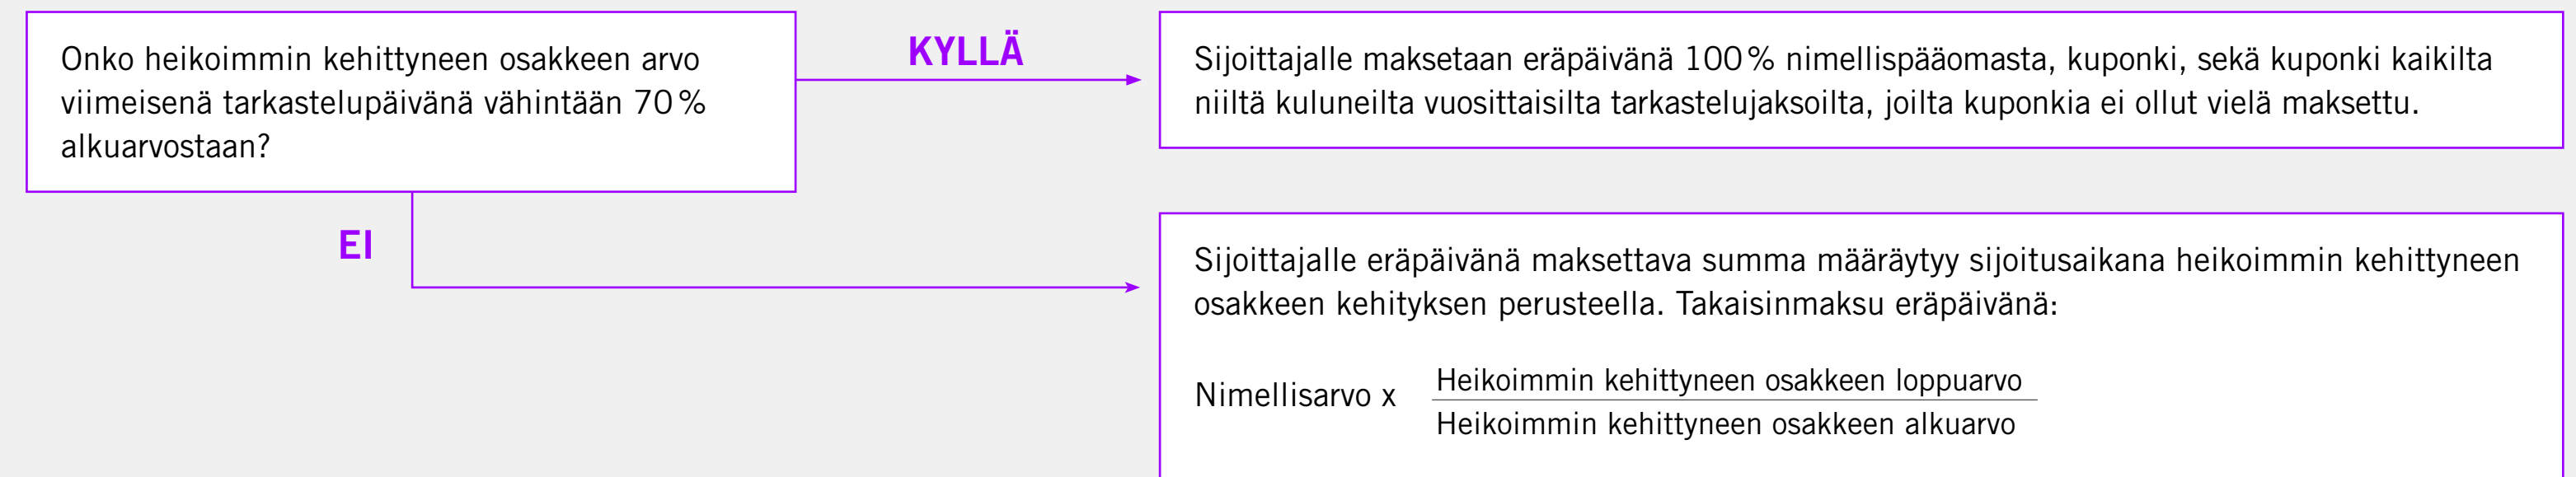 Onko heikoimmin kehittyneen osakkeen arvo
viimeisenä tarkastelupäivänä vähintään 70 %
alkuarvostaan?
KYLLÄ
Sijoittajalle maksetaan eräpäivänä 100 % nimellispääomasta, kuponki, sekä kuponki kaikilta
niiltä kuluneilta vuosittaisilta tarkastelujaksoilta, joilta kuponkia ei ollut vielä maksettu.
EI
Sijoittajalle eräpäivänä maksettava summa määräytyy sijoitusaikana heikoimmin kehittyneen
osakkeen kehityksen perusteella. Takaisinmaksu eräpäivänä:
Nimellisarvo x
Heikoimmin kehittyneen osakkeen loppuarvo
Heikoimmin kehittyneen osakkeen alkuarvo